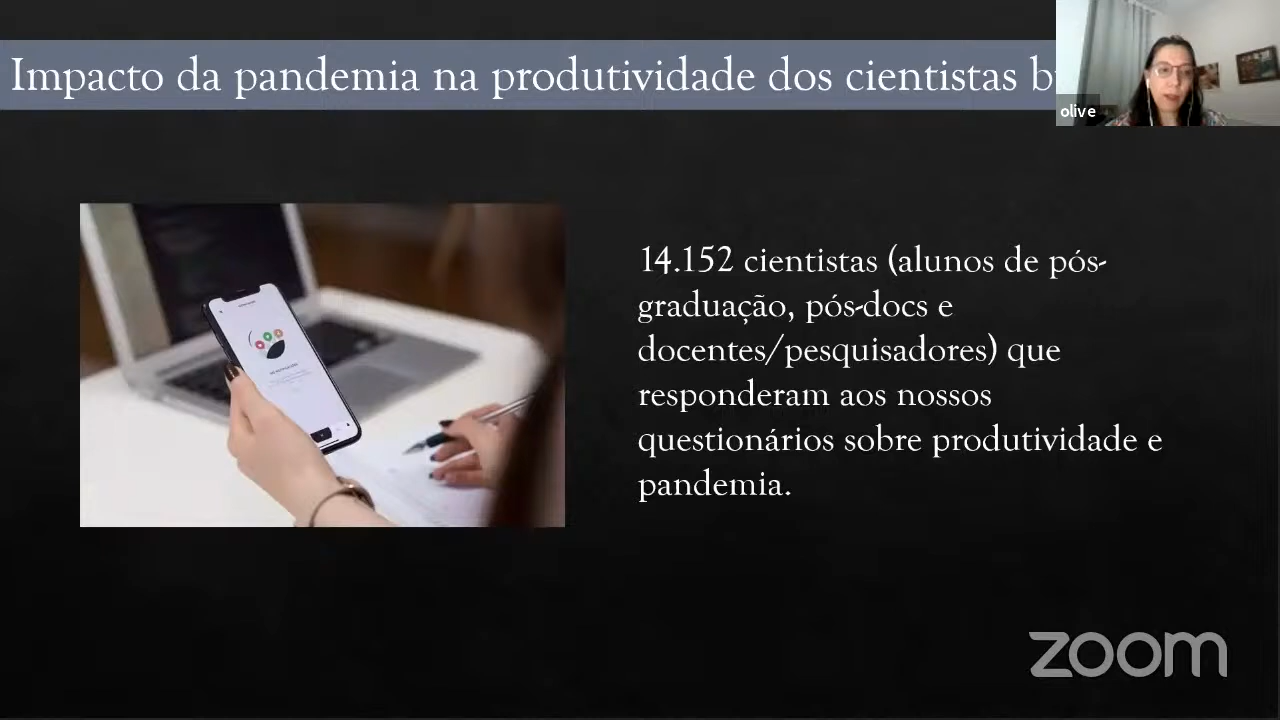 Impacto da pandemia na produtividade dos cientistas
olive
14.152 cientistas (alunos de pós-
graduação, pós-docs e
docentes/pesquisadores) que
responderam aos nossos
questionários sobre produtividade e
pandemia.
zoom